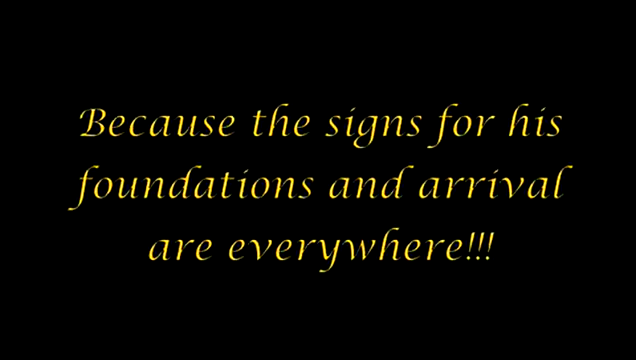 Because the signs for his
foundations and arrival
are everywhere!!!